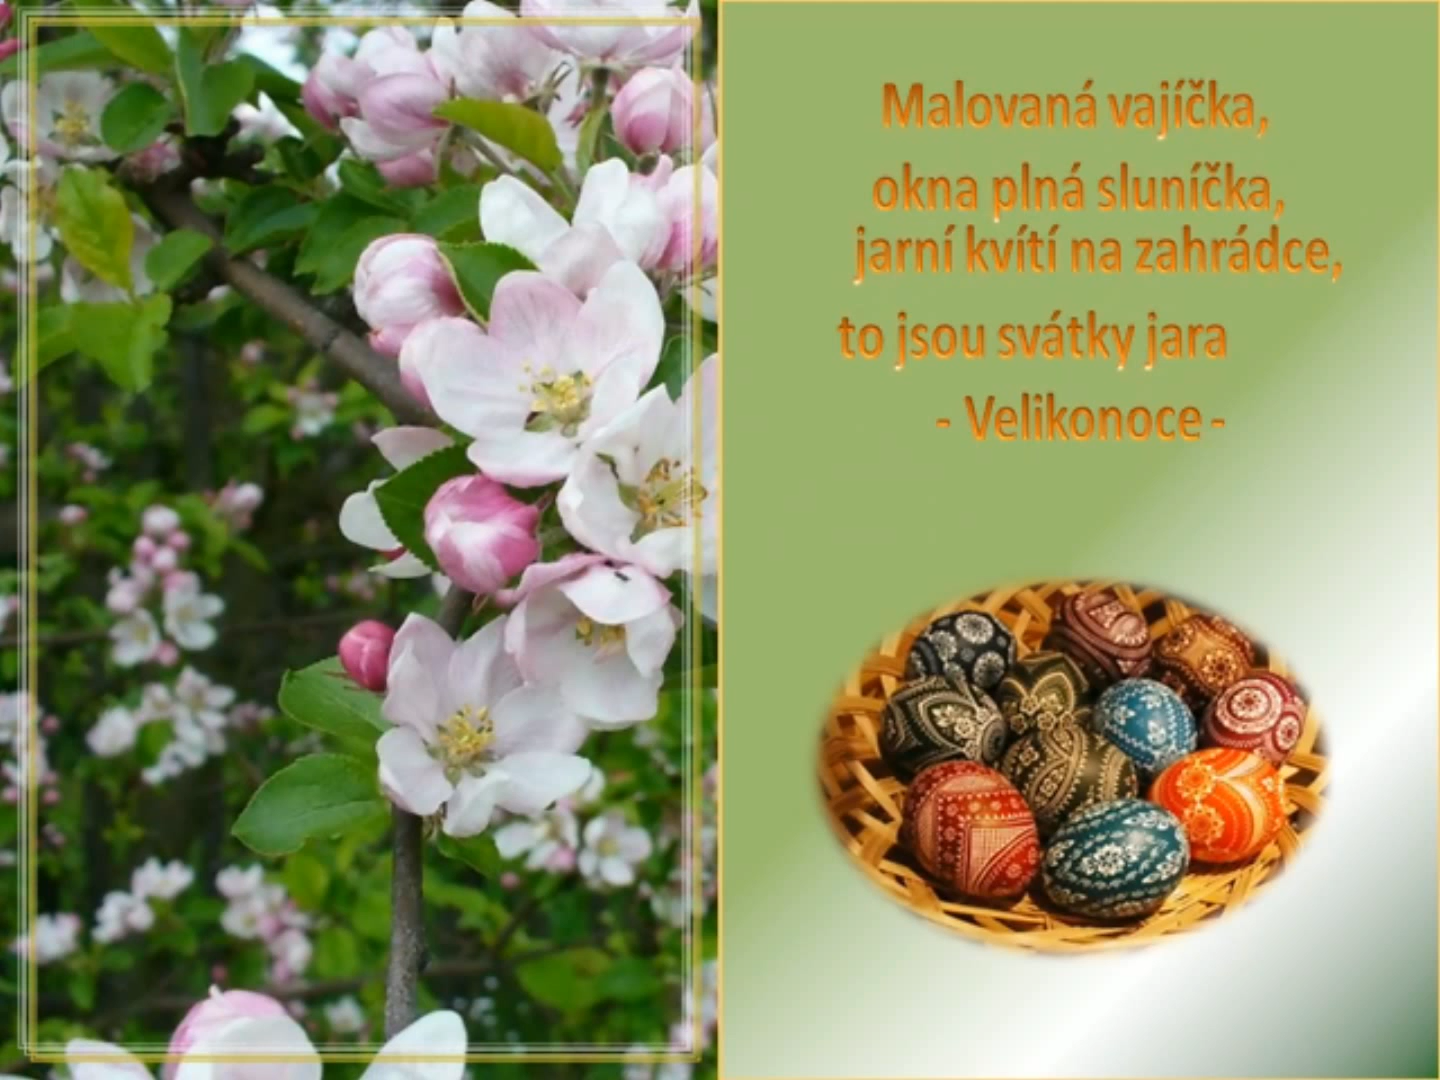 Malovaná vajíčka,
okna plná sluníčka,
jarní kvítí na zahrádce,
to jsou svátky jara
- Velikonoce -